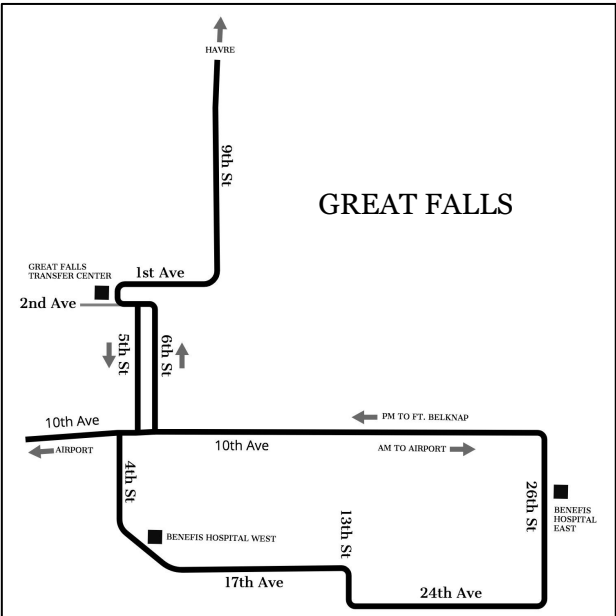 HAVRE
9th St
GREAT FALLS
GREAT FALLS
TRANSFER CENTER
1st Ave
2nd Ave
5th St
6th St
10th Ave
AIRPORT
PM TO FT. BELKNAP
10th Ave
AM TO AIRPORT
4th St
26th St
BENEFIS
HOSPITAL
EAST
BENEFIS HOSPITAL WEST
13th St
17th Ave
24th Ave